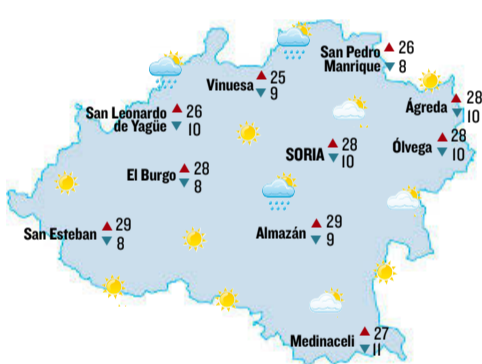 San Pedro
Manrique
26
8
Vinuesa
25
9
Ágreda
28
10
San Leonardo
de Yagüe
26
10
SORIA
28
10
Ólvega
28
10
El Burgo
28
8
San Esteban
29
8
Almazán
29
9
Medinaceli
27
11